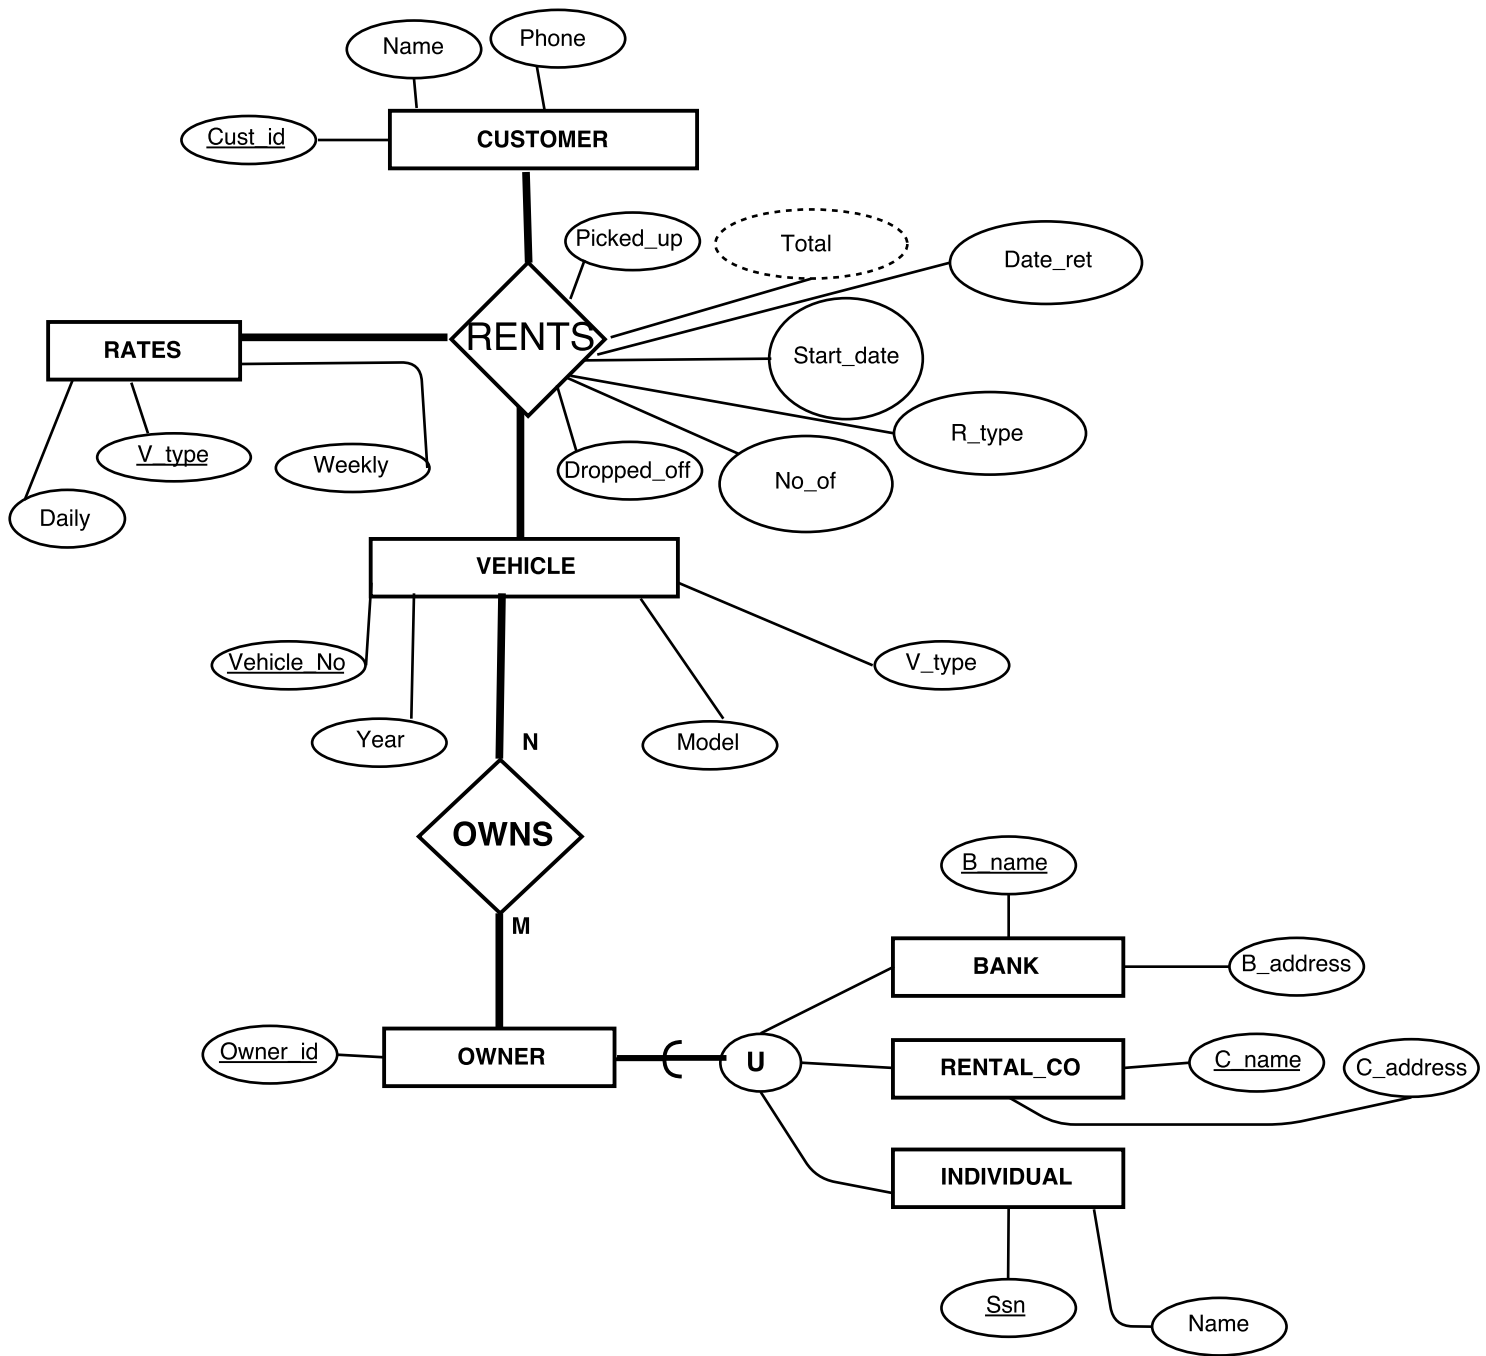 Name
Phone
Cust_id
CUSTOMER
Picked_up
Total
Date_ret
RENTS
RATES
Start_date
V_type
Weekly
Daily
R_type
Dropped_off
No_of
VEHICLE
Vehicle_No
V_type
Year
N
Model
OWNS
M
B_name
BANK
B_address
Owner_id
OWNER
U
RENTAL_CO
C_name
C_address
INDIVIDUAL
Ssn
Name